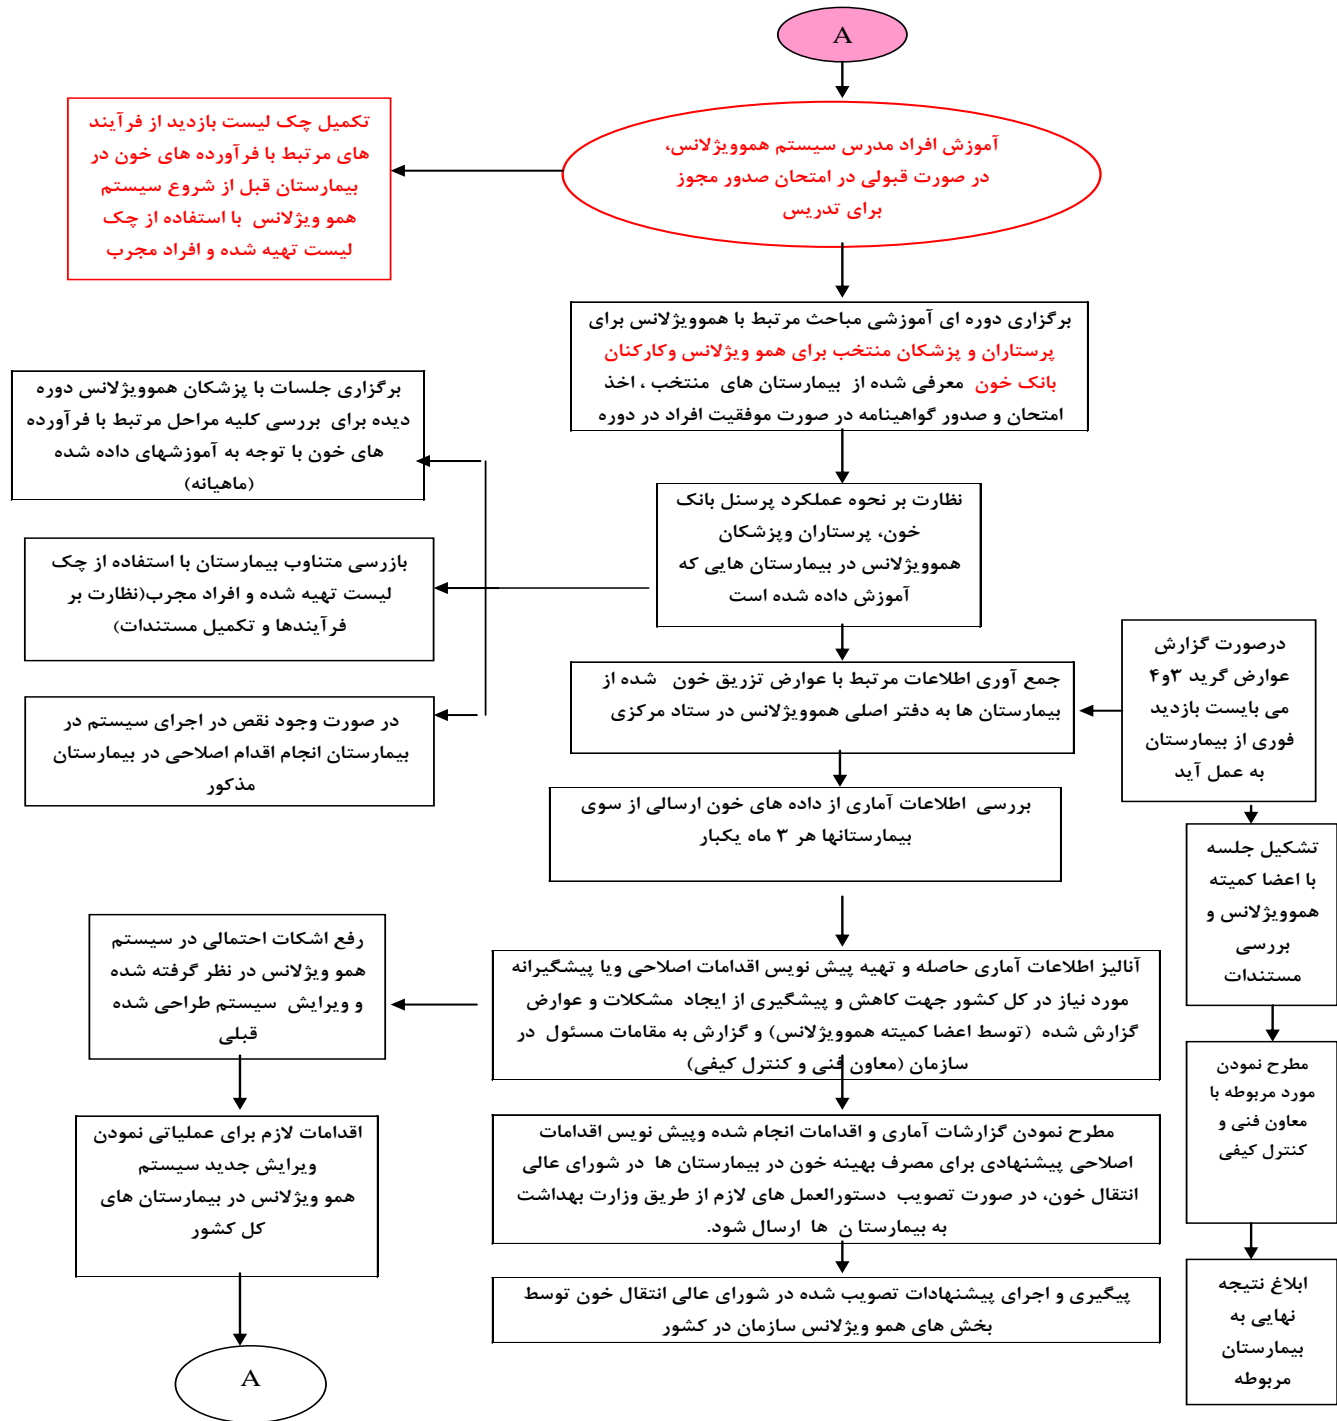 A
آموزش افراد مدرس سیستم هموویژلانس،
در صورت قبولی در امتحان صدور مجوز
برای تدریس
تکمیل چک لیست بازدید از فرآیند
های مرتبط با فرآورده های خون در
بیمارستان قبل از شروع سیستم
همو ویژلانس با استفاده از چک
لیست تهیه شده و افراد مجرب
برگزاری دوره ای آموزشی مباحث مرتبط با هموویژلانس برای
پرستاران و پزشکان منتخب برای همو ویژلانس وکارکنان
بانک خون معرفی شده از بیمارستان های منتخب ، اخذ
امتحان و صدور گواهینامه در صورت موفقیت افراد در دوره
نظارت بر نحوه عملکرد پرسنل بانک
خون، پرستاران وپزشکان
هموویژلانس در بیمارستان هایی که
آموزش داده شده است
برگزاری جلسات با پزشکان هموویژلانس دوره
دیده برای بررسی کلیه مراحل مرتبط با فرآورده
های خون با توجه به آموزشهای داده شده
(ماهیانه)
بازرسی متناوب بیمارستان با استفاده از چک
لیست تهیه شده و افراد مجرب(نظارت بر
فرآیندها و تکمیل مستندات)
در صورت وجود نقص در اجرای سیستم در
بیمارستان انجام اقدام اصلاحی در بیمارستان
مذکور
جمع آوری اطلاعات مرتبط با عوارض تزریق خون شده از
بیمارستان ها به دفتر اصلی هموویژلانس در ستاد مرکزی
درصورت گزارش
عوارض گرید ۳و۴
می بایست بازدید
فوری از بیمارستان
به عمل آید
بررسی اطلاعات آماری از داده های خون ارسالی از سوی
بیمارستانها هر ۳ ماه یکبار
تشکیل جلسه
با اعضا کمیته
هموویژلانس و
بررسی
مستندات
آنالیز اطلاعات آماری حاصله و تهیه پیش نویس اقدامات اصلاحی ویا پیشگیرانه
مورد نیاز در کل کشور جهت کاهش و پیشگیری از ایجاد مشکلات و عوارض
گزارش شده (توسط اعضا کمیته هموویژلانس) و گزارش به مقامات مسئول در
سازمان (معاون فنی و کنترل کیفی)
رفع اشکات احتمالی در سیستم
همو ویژلانس در نظر گرفته شده
و ویرایش سیستم طراحی شده
قبلی
مطرح نمودن
مورد مربوطه با
معاون فنی و
کنترل کیفی
مطرح نمودن گزارشات آماری و اقدامات انجام شده وپیش نویس اقدامات
اصلاحی پیشنهادی برای مصرف بهینه خون در بیمارستان ها در شورای عالی
انتقال خون، در صورت تصویب دستورالعمل های لازم از طریق وزارت بهداشت
به بیمارستا ن ها ارسال شود.
اقدامات لازم برای عملیاتی نمودن
ویرایش جدید سیستم
همو ویژلانس در بیمارستان های
کل کشور
پیگیری و اجرای پیشنهادات تصویب شده در شورای عالی انتقال خون توسط
بخش های همو ویژلانس سازمان در کشور
ابلاغ نتیجه
نهایی به
بیمارستان
مربوطه
A